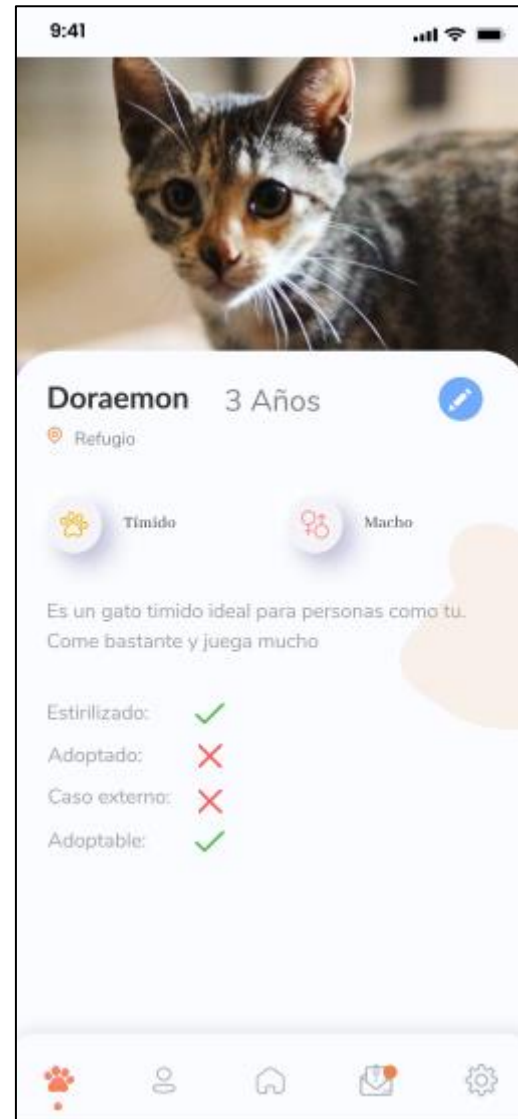 9:41
Doraemon 3 Años
Refugio
Tímido Macho
Es un gato timido ideal para personas como tu.
Come bastante y juega mucho
Estirilizado:
Adoptado:
Caso externo:
Adoptable: